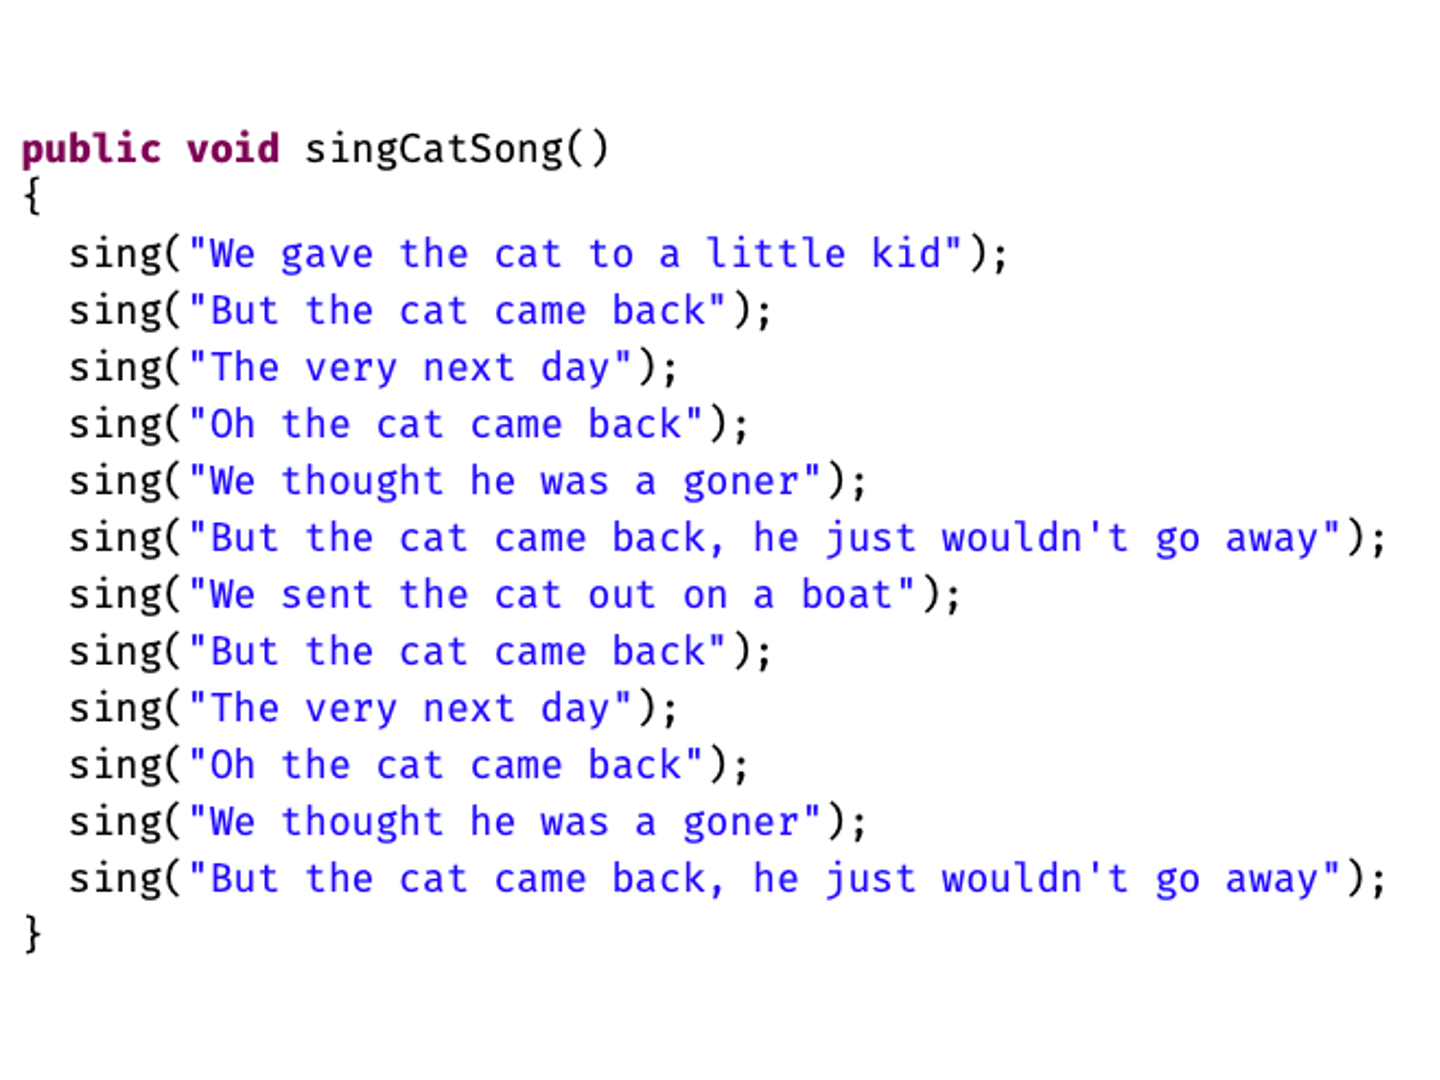 public void singCatSong()
{
  sing("We gave the cat to a little kid");
  sing("But the cat came back");
  sing("The very next day");
  sing("Oh the cat came back");
  sing("We thought he was a goner");
  sing("But the cat came back, he just wouldn't go away");
  sing("We sent the cat out on a boat");
  sing("But the cat came back");
  sing("The very next day");
  sing("Oh the cat came back");
  sing("We thought he was a goner");
  sing("But the cat came back, he just wouldn't go away");
}